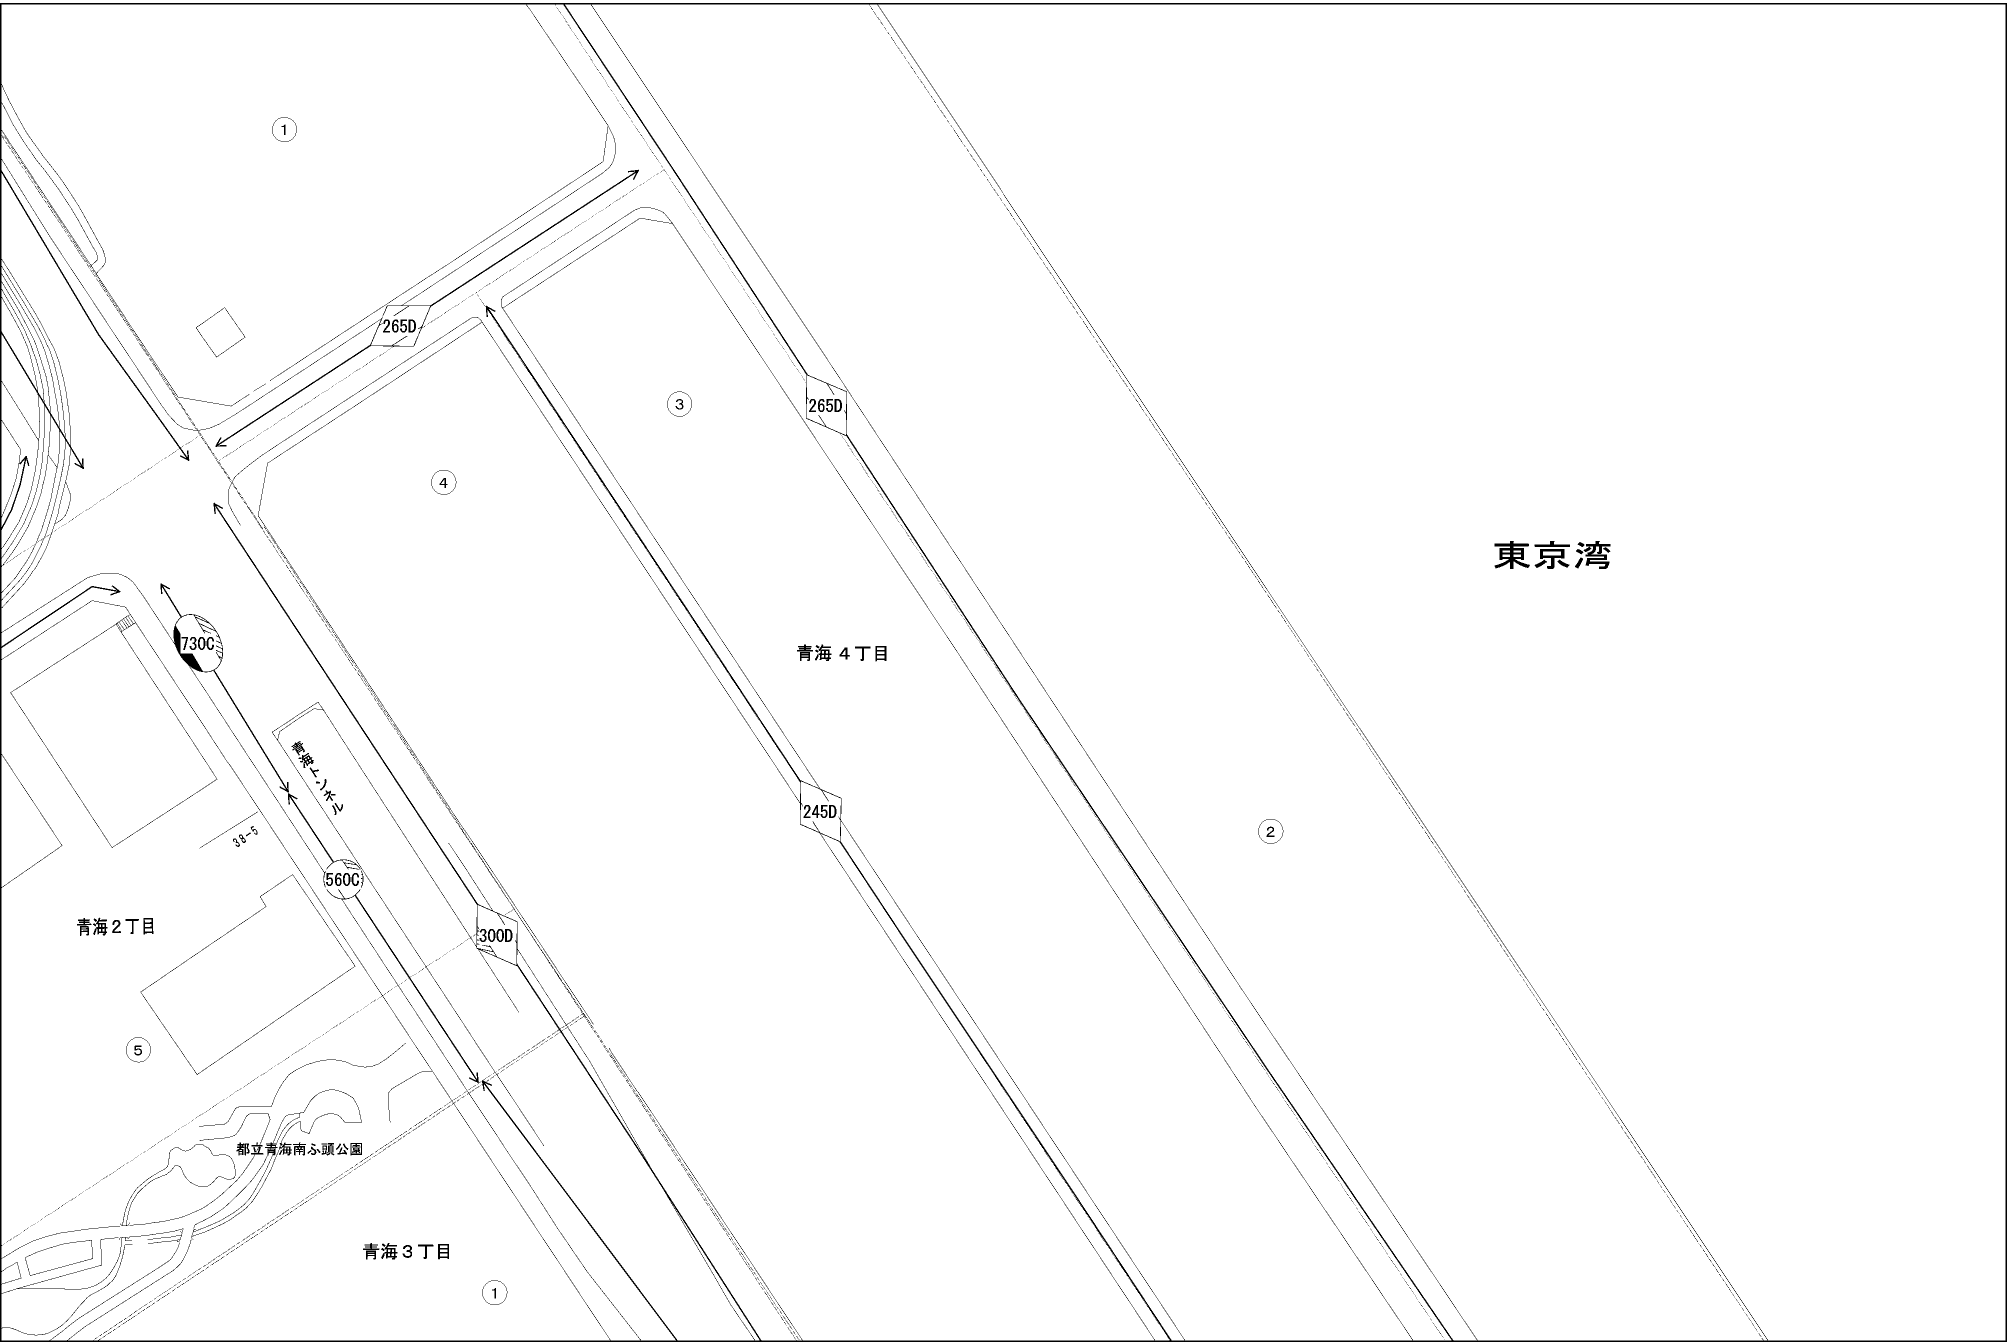 ①
265D
③
265D
④
東京湾
730C
青海 4丁目
青海トンネル
245D
②
38-6
560C
青海2丁目
300D
⑤
都立青海南ふ頭公園
青海3丁目
①